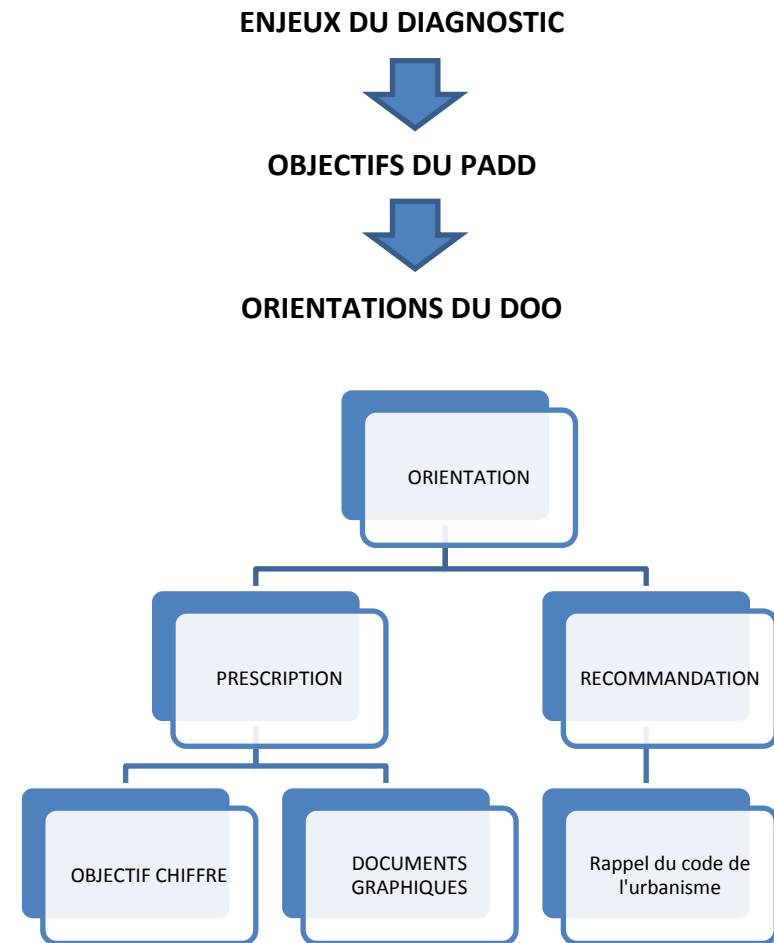 ENJEUX DU DIAGNOSTIC
OBJECTIFS DU PADD
ORIENTATIONS DU DOO
ORIENTATION
PRESCRIPTION
RECOMMANDATION
OBJECTIF CHIFFRE
DOCUMENTS
GRAPHIQUES
Rappel du code de
l'urbanisme